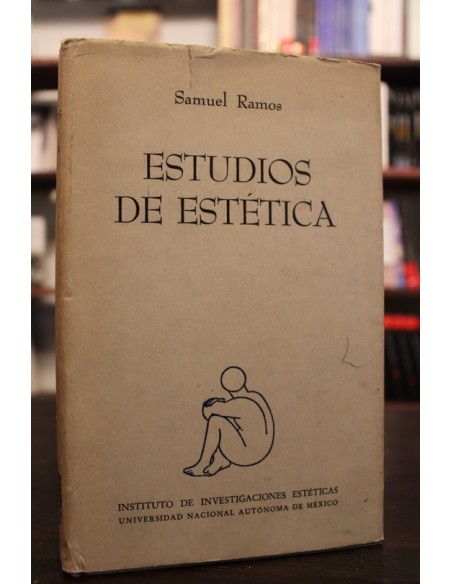 Samuel Ramos
ESTUDIOS
DE ESTÉTICA
INSTITUTO DE INVESTIGACIONES ESTÉTICAS
UNIVERSIDAD NACIONAL AUTÓNOMA DE MÉXICO